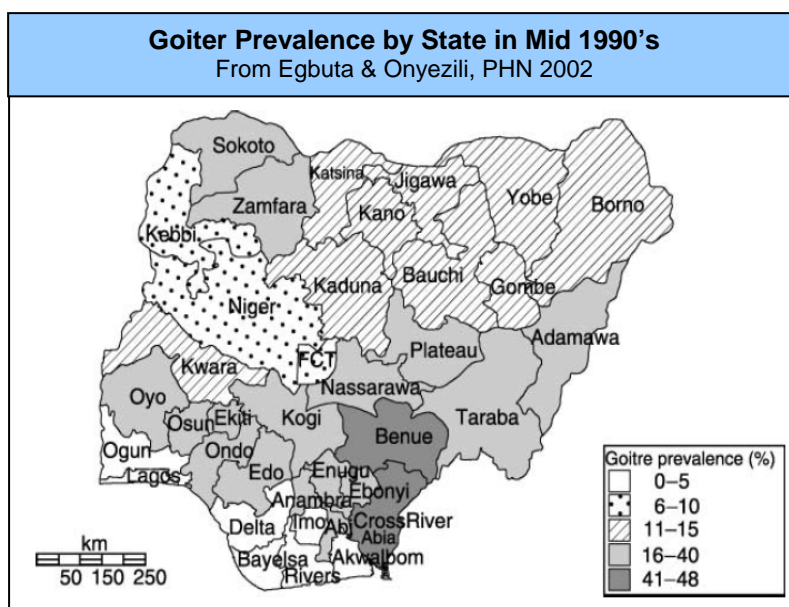 Goiter Prevalence by State in Mid 1990's
From Egbuta & Onyezili, PHN 2002
Sokoto
Katsina
Jigawa
Yobe
Borno
Zamfara
Kano
Kebbi
Bauchi
Gombe
Kaduna
Niger
Adamawa
Plateau
FCT
Kwara
Nassarawa
Taraba
Oyo
Kogi
Ekiti
Osun
Benue
Ogun
Ondo
Lagos
Edo
Enugu
Ebonyi
Anambra
Delta
Imo
Abi
CrossRiver
Abia
Bayelsa
Rivers
AkwaIbom
km
50 150 250
Goitre prevalence (%)
0–5
6–10
11–15
16–40
41–48